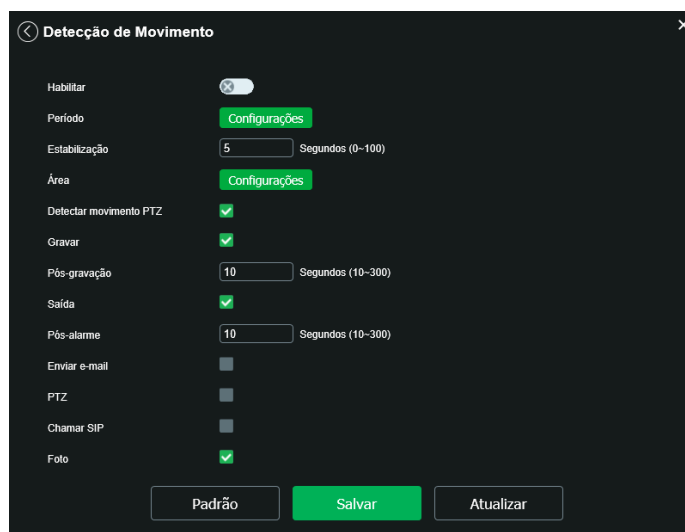 Detecção de Movimento
Habilitar
Período Configurações
Estabilização 5 Segundos (0~100)
Área Configurações
Detectar movimento PTZ
Gravar
Pós-gravação 10 Segundos (10~300)
Saída
Pós-alarme 10 Segundos (10~300)
Enviar e-mail
PTZ
Chamar SIP
Foto
Padrão Salvar Atualizar